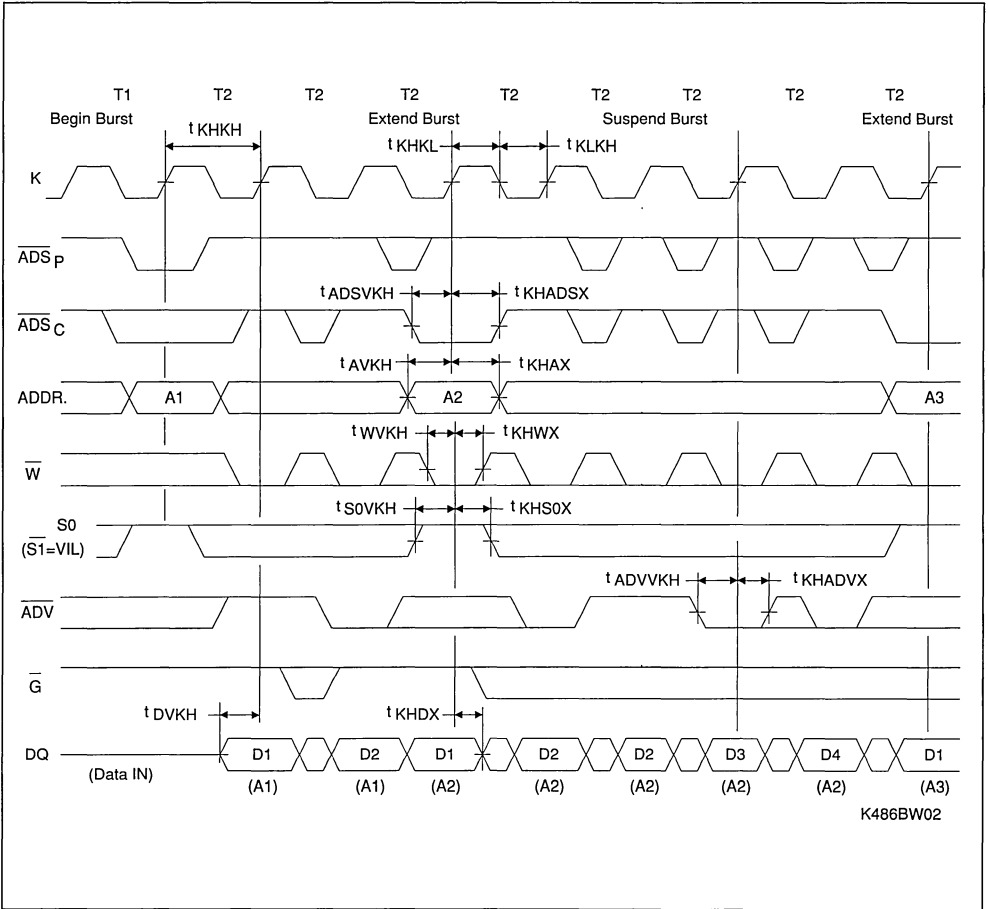 T1 T2 T2 T2 T2 T2 T2 T2 T2
Begin Burst Extend Burst Suspend Burst Extend Burst
t KHKH t KHKL t KLKH
K
ADS P
t ADSVKH t KHADSX
ADS C
t AVKH t KHAX
ADDR. A1 A2 A3
t WVKH t KHWX
W
t S0VKH t KHS0X
S0
(S1=VIL)
t ADVVKH t KHADVX
ADV
G
t DVKH t KHDX
DQ D1 D2 D1 D2 D2 D3 D4 D1
(Data IN)
(A1) (A1) (A2) (A2) (A2) (A2) (A2) (A3)
K486BW02